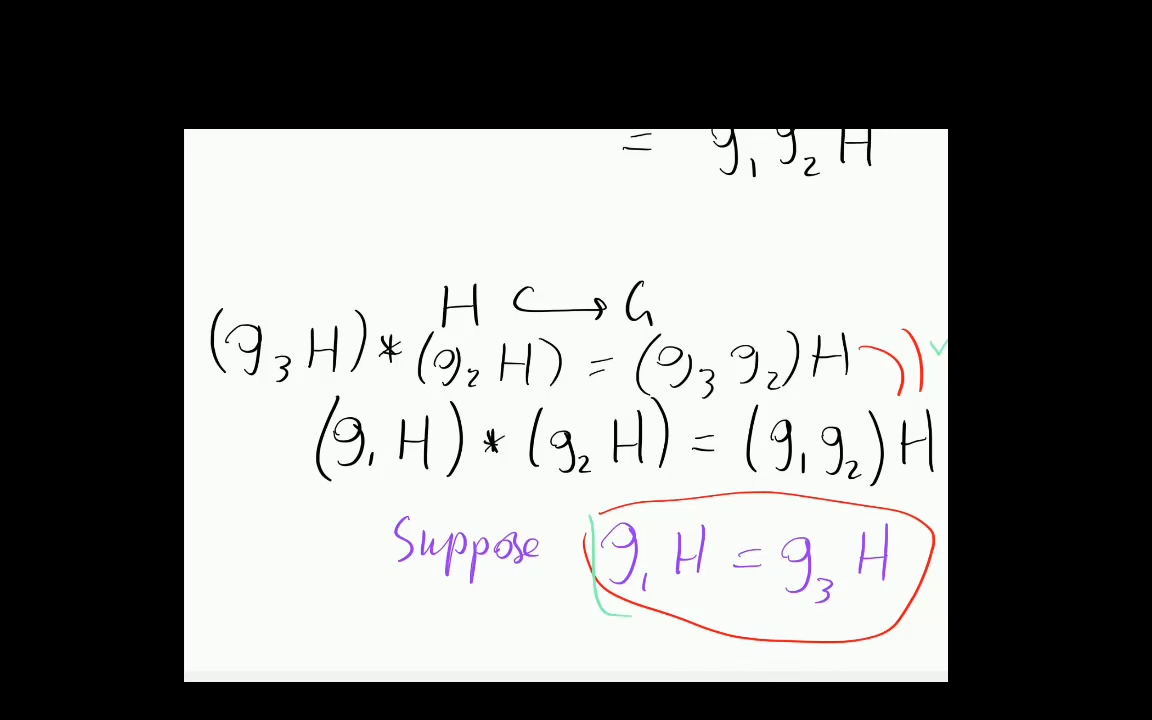 = g₁ g₂ H
H ↪ G
(g₃ H) * (g₂ H) = (g₃ g₂) H
(g₁ H) * (g₂ H) = (g₁ g₂) H
Suppose g₁ H = g₃ H